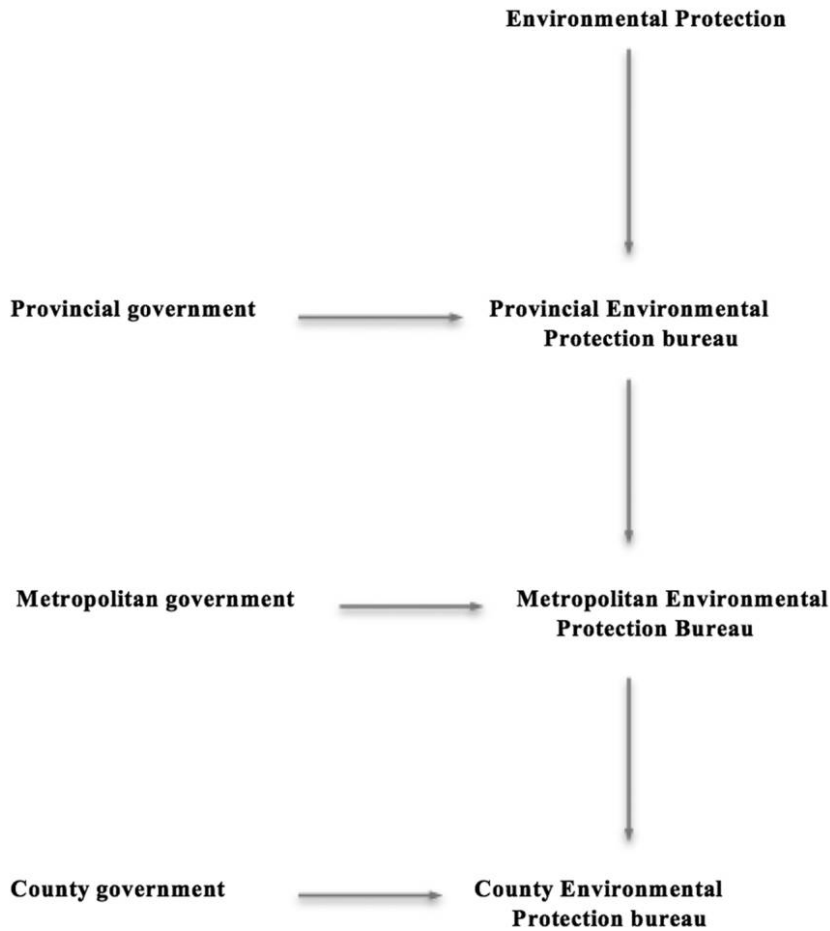 Environmental Protection
Provincial government
Provincial Environmental
Protection bureau
Metropolitan government
Metropolitan Environmental
Protection Bureau
County government
County Environmental
Protection bureau